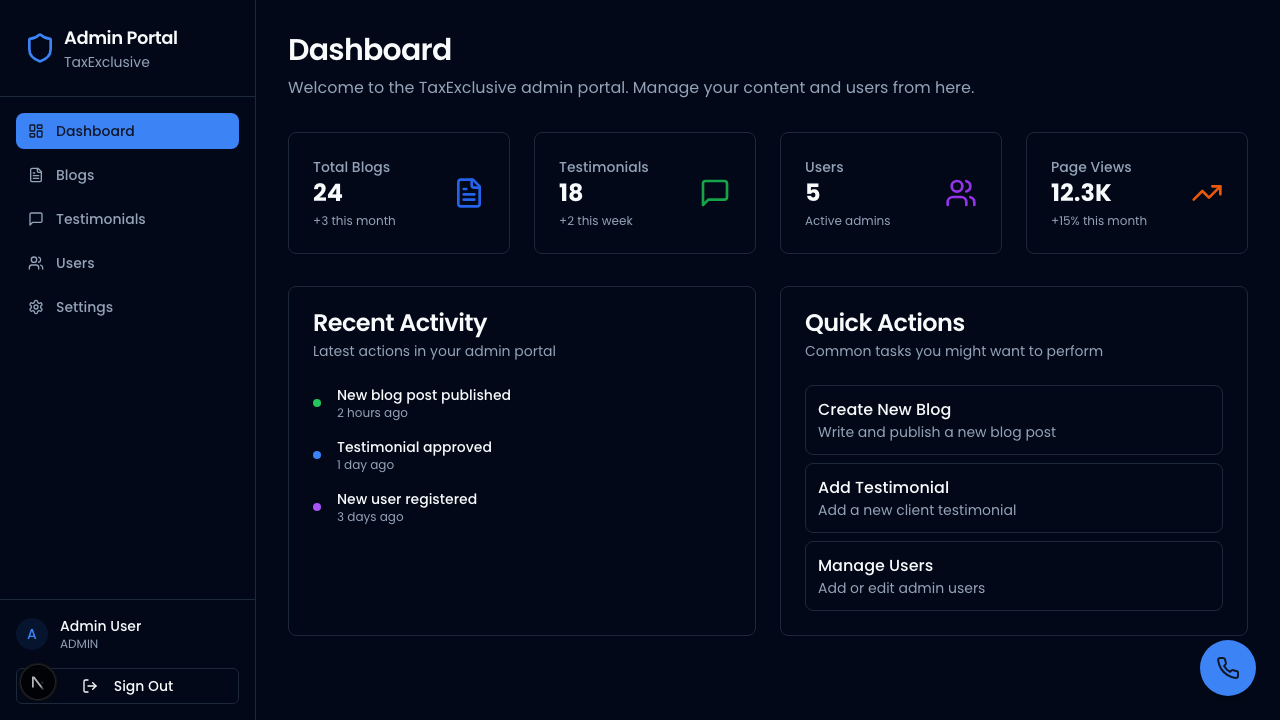 Admin Portal
TaxExclusive
Dashboard
Blogs
Testimonials
Users
Settings
A
Admin User
ADMIN
Sign Out
Dashboard
Welcome to the TaxExclusive admin portal. Manage your content and users from here.
Total Blogs
24
+3 this month
Testimonials
18
+2 this week
Users
5
Active admins
Page Views
12.3K
+15% this month
Recent Activity
Latest actions in your admin portal
New blog post published
2 hours ago
Testimonial approved
1 day ago
New user registered
3 days ago
Quick Actions
Common tasks you might want to perform
Create New Blog
Write and publish a new blog post
Add Testimonial
Add a new client testimonial
Manage Users
Add or edit admin users